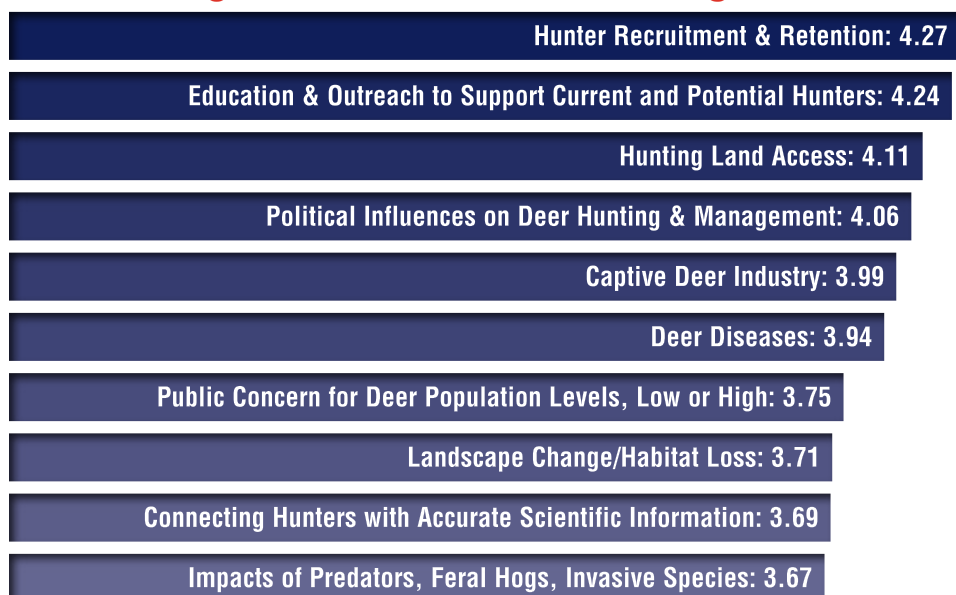 Hunter Recruitment & Retention: 4.27
Education & Outreach to Support Current and Potential Hunters: 4.24
Hunting Land Access: 4.11
Political Influences on Deer Hunting & Management: 4.06
Captive Deer Industry: 3.99
Deer Diseases: 3.94
Public Concern for Deer Population Levels, Low or High: 3.75
Landscape Change/Habitat Loss: 3.71
Connecting Hunters with Accurate Scientific Information: 3.69
Impacts of Predators, Feral Hogs, Invasive Species: 3.67